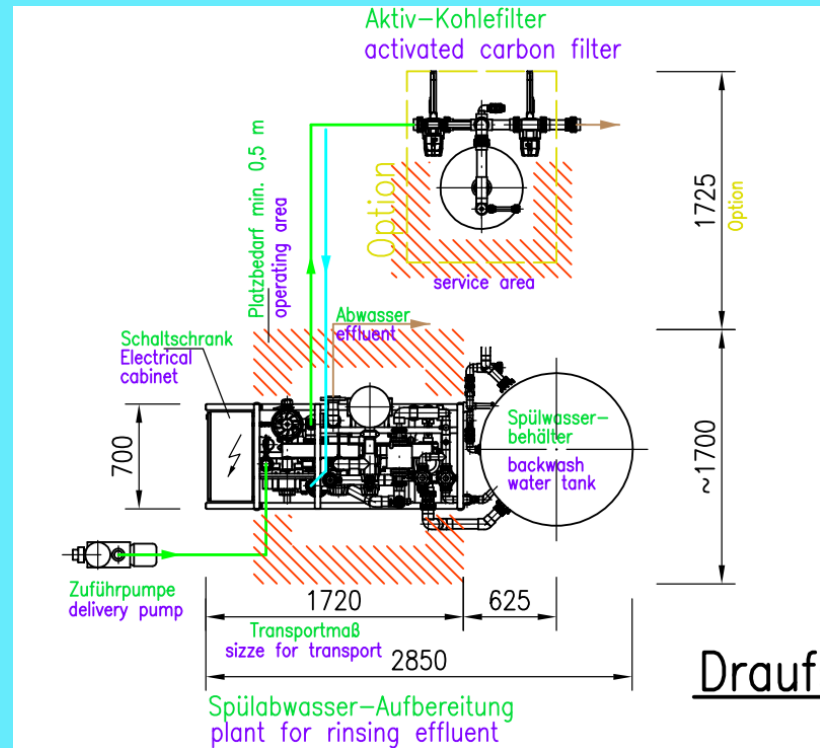 Aktiv-Kohlefilter
activated carbon filter
Platzbedarf min. 0,5 m
operating area
Option
1725
Option
service area
Abwasser
effluent
Schaltschrank
Electrical
cabinet
700
Spülwasser-
behälter
backwash
water tank
~1700
Zuführpumpe
delivery pump
1720
625
Transportmaß
sizze for transport
2850
Drauf
Spülabwasser-Aufbereitung
plant for rinsing effluent